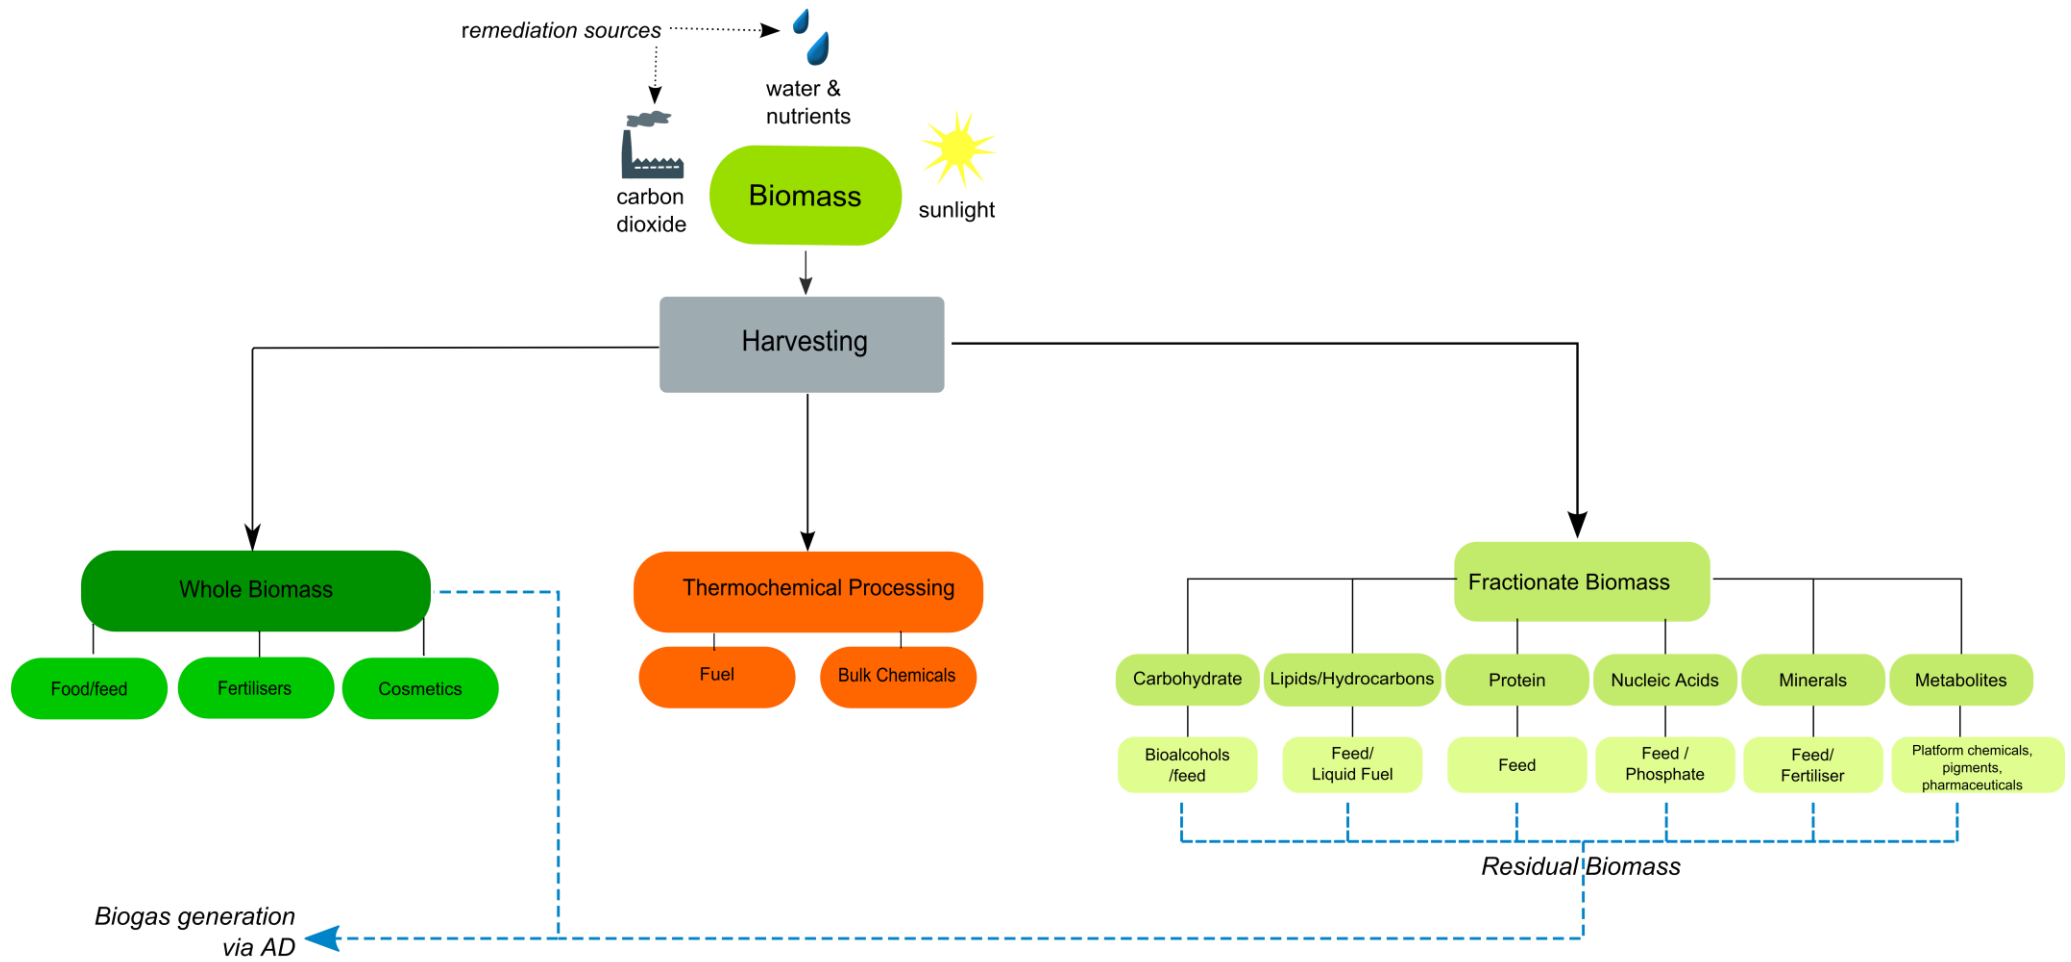 remediation sources
water &
nutrients
carbon
dioxide
Biomass
sunlight
Harvesting
Whole Biomass
Food/feed
Fertilisers
Cosmetics
Thermochemical Processing
Fuel
Bulk Chemicals
Fractionate Biomass
Carbohydrate
Lipids/Hydrocarbons
Protein
Nucleic Acids
Minerals
Metabolites
Bioalcohols
/feed
Feed/
Liquid Fuel
Feed
Feed /
Phosphate
Feed/
Fertiliser
Platform chemicals,
pigments,
pharmaceuticals
Residual Biomass
Biogas generation
via AD